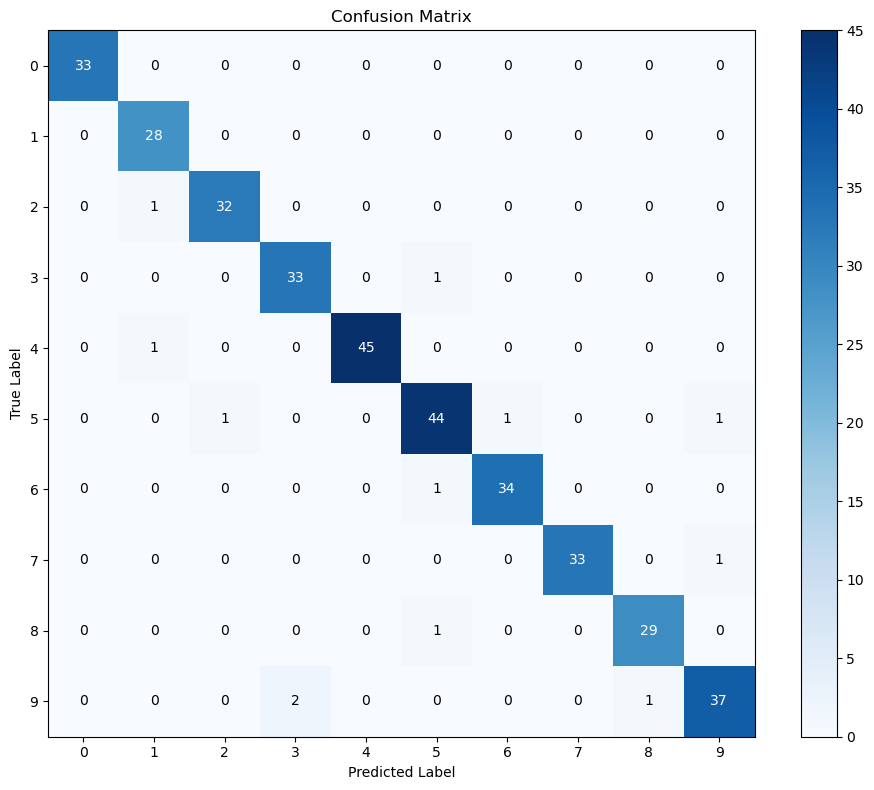 Confusion Matrix
0 33 0 0 0 0 0 0 0 0 0
1 0 28 0 0 0 0 0 0 0 0
2 0 1 32 0 0 0 0 0 0 0
3 0 0 0 33 0 1 0 0 0 0
4 0 1 0 0 45 0 0 0 0 0
5 0 0 1 0 0 44 1 0 0 1
6 0 0 0 0 0 1 34 0 0 0
7 0 0 0 0 0 0 0 33 0 1
8 0 0 0 0 0 1 0 0 29 0
9 0 0 0 2 0 0 0 0 1 37
0 1 2 3 4 5 6 7 8 9
Predicted Label
True Label
45
40
35
30
25
20
15
10
5
0